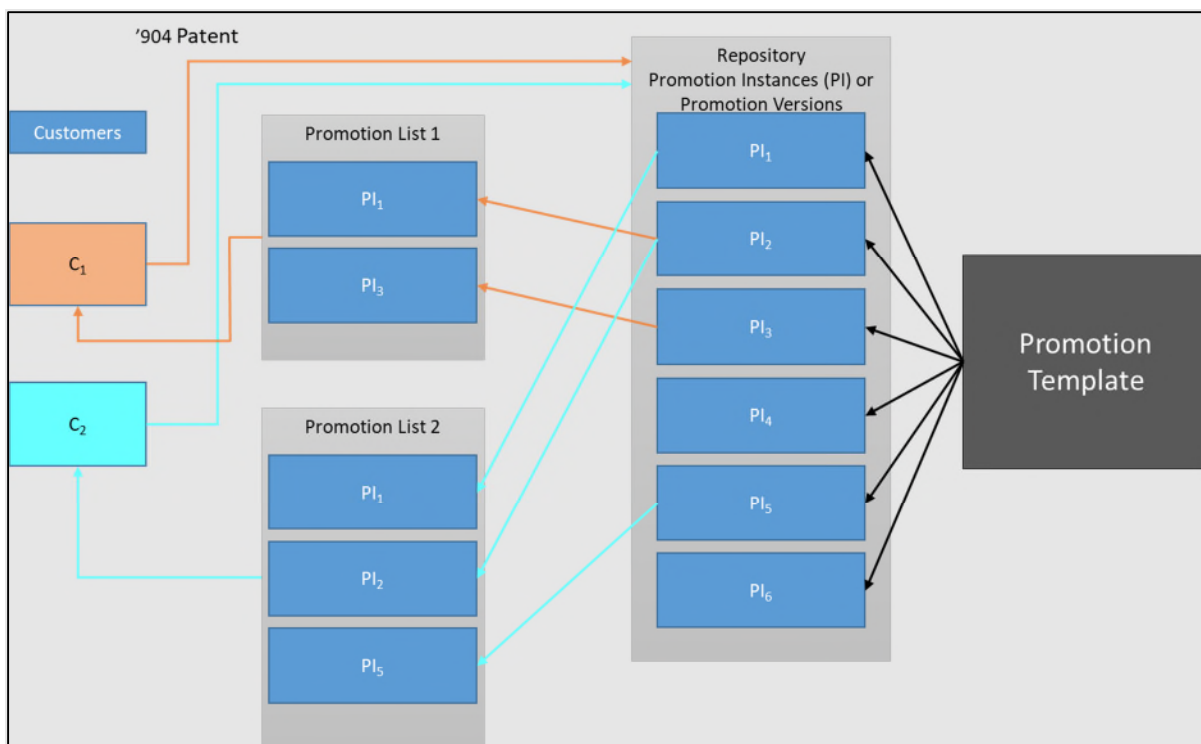 '904 Patent
Customers
C₁
C₂
Promotion List 1
PI₁
PI₃
Promotion List 2
PI₁
PI₂
PI₅
Repository
Promotion Instances (PI) or
Promotion Versions
PI₁
PI₂
PI₃
PI₄
PI₅
PI₆
Promotion
Template